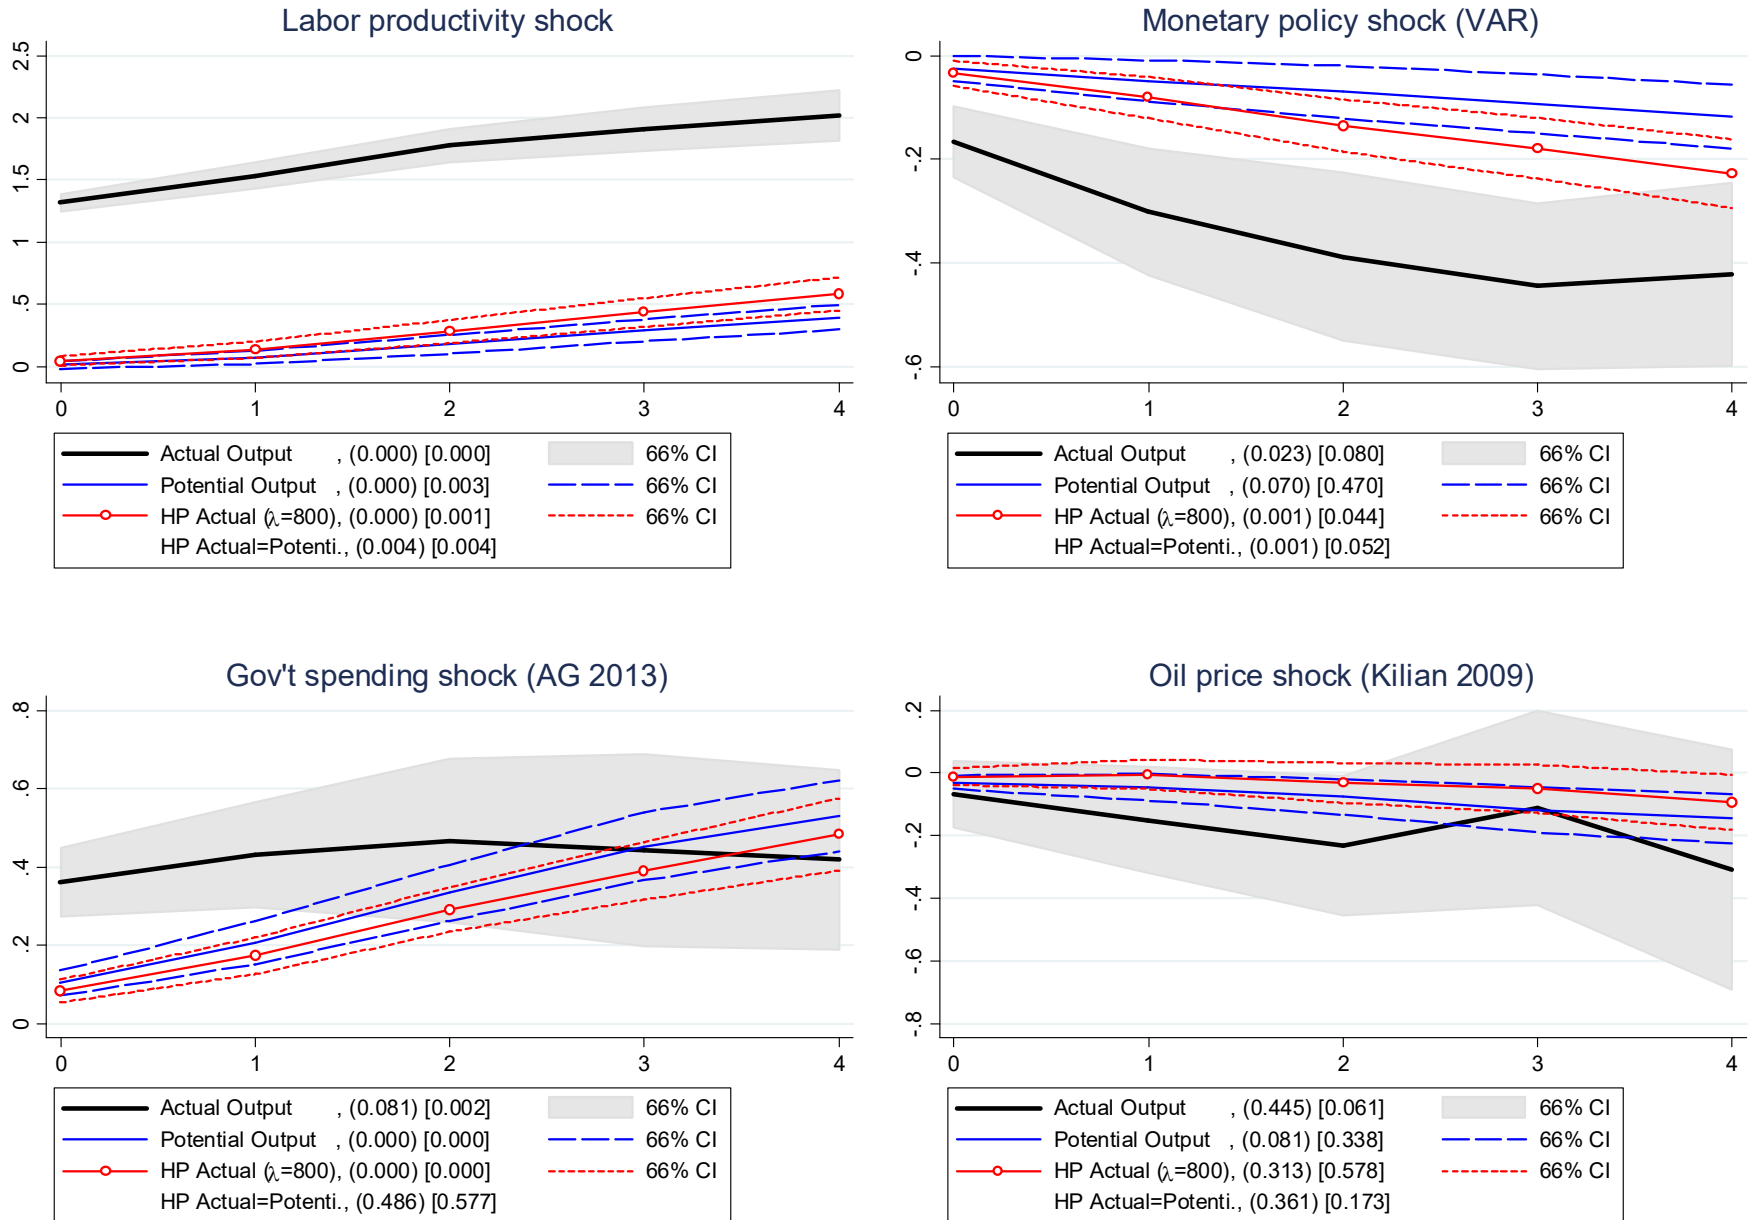 Labor productivity shock
2.5
2
1.5
1
.5
0
0 1 2 3 4
Actual Output , (0.000) [0.000] 66% CI
Potential Output , (0.000) [0.003] 66% CI
HP Actual (λ=800), (0.000) [0.001] 66% CI
HP Actual=Potenti., (0.004) [0.004]
Monetary policy shock (VAR)
0
-.2
-.4
-.6
0 1 2 3 4
Actual Output , (0.023) [0.080] 66% CI
Potential Output , (0.070) [0.470] 66% CI
HP Actual (λ=800), (0.001) [0.044] 66% CI
HP Actual=Potenti., (0.001) [0.052]
Gov't spending shock (AG 2013)
.8
.6
.4
.2
0
0 1 2 3 4
Actual Output , (0.081) [0.002] 66% CI
Potential Output , (0.000) [0.000] 66% CI
HP Actual (λ=800), (0.000) [0.000] 66% CI
HP Actual=Potenti., (0.486) [0.577]
Oil price shock (Kilian 2009)
.2
0
-.2
-.4
-.6
-.8
0 1 2 3 4
Actual Output , (0.445) [0.061] 66% CI
Potential Output , (0.081) [0.338] 66% CI
HP Actual (λ=800), (0.313) [0.578] 66% CI
HP Actual=Potenti., (0.361) [0.173]